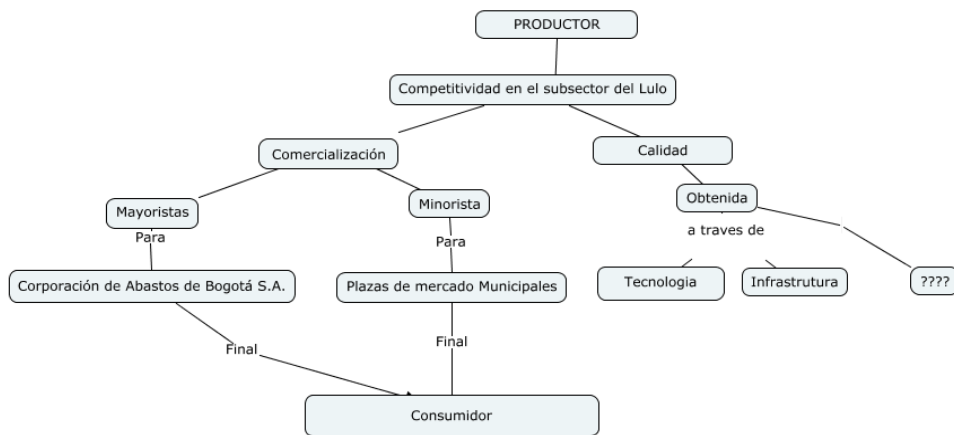 PRODUCTOR
Competitividad en el subsector del Lulo
Comercialización
Calidad
Mayoristas
Minorista
Obtenida
Para
Para
a traves de
Corporación de Abastos de Bogotá S.A.
Plazas de mercado Municipales
Tecnologia
Infrastrutura
????
Final
Final
Consumidor